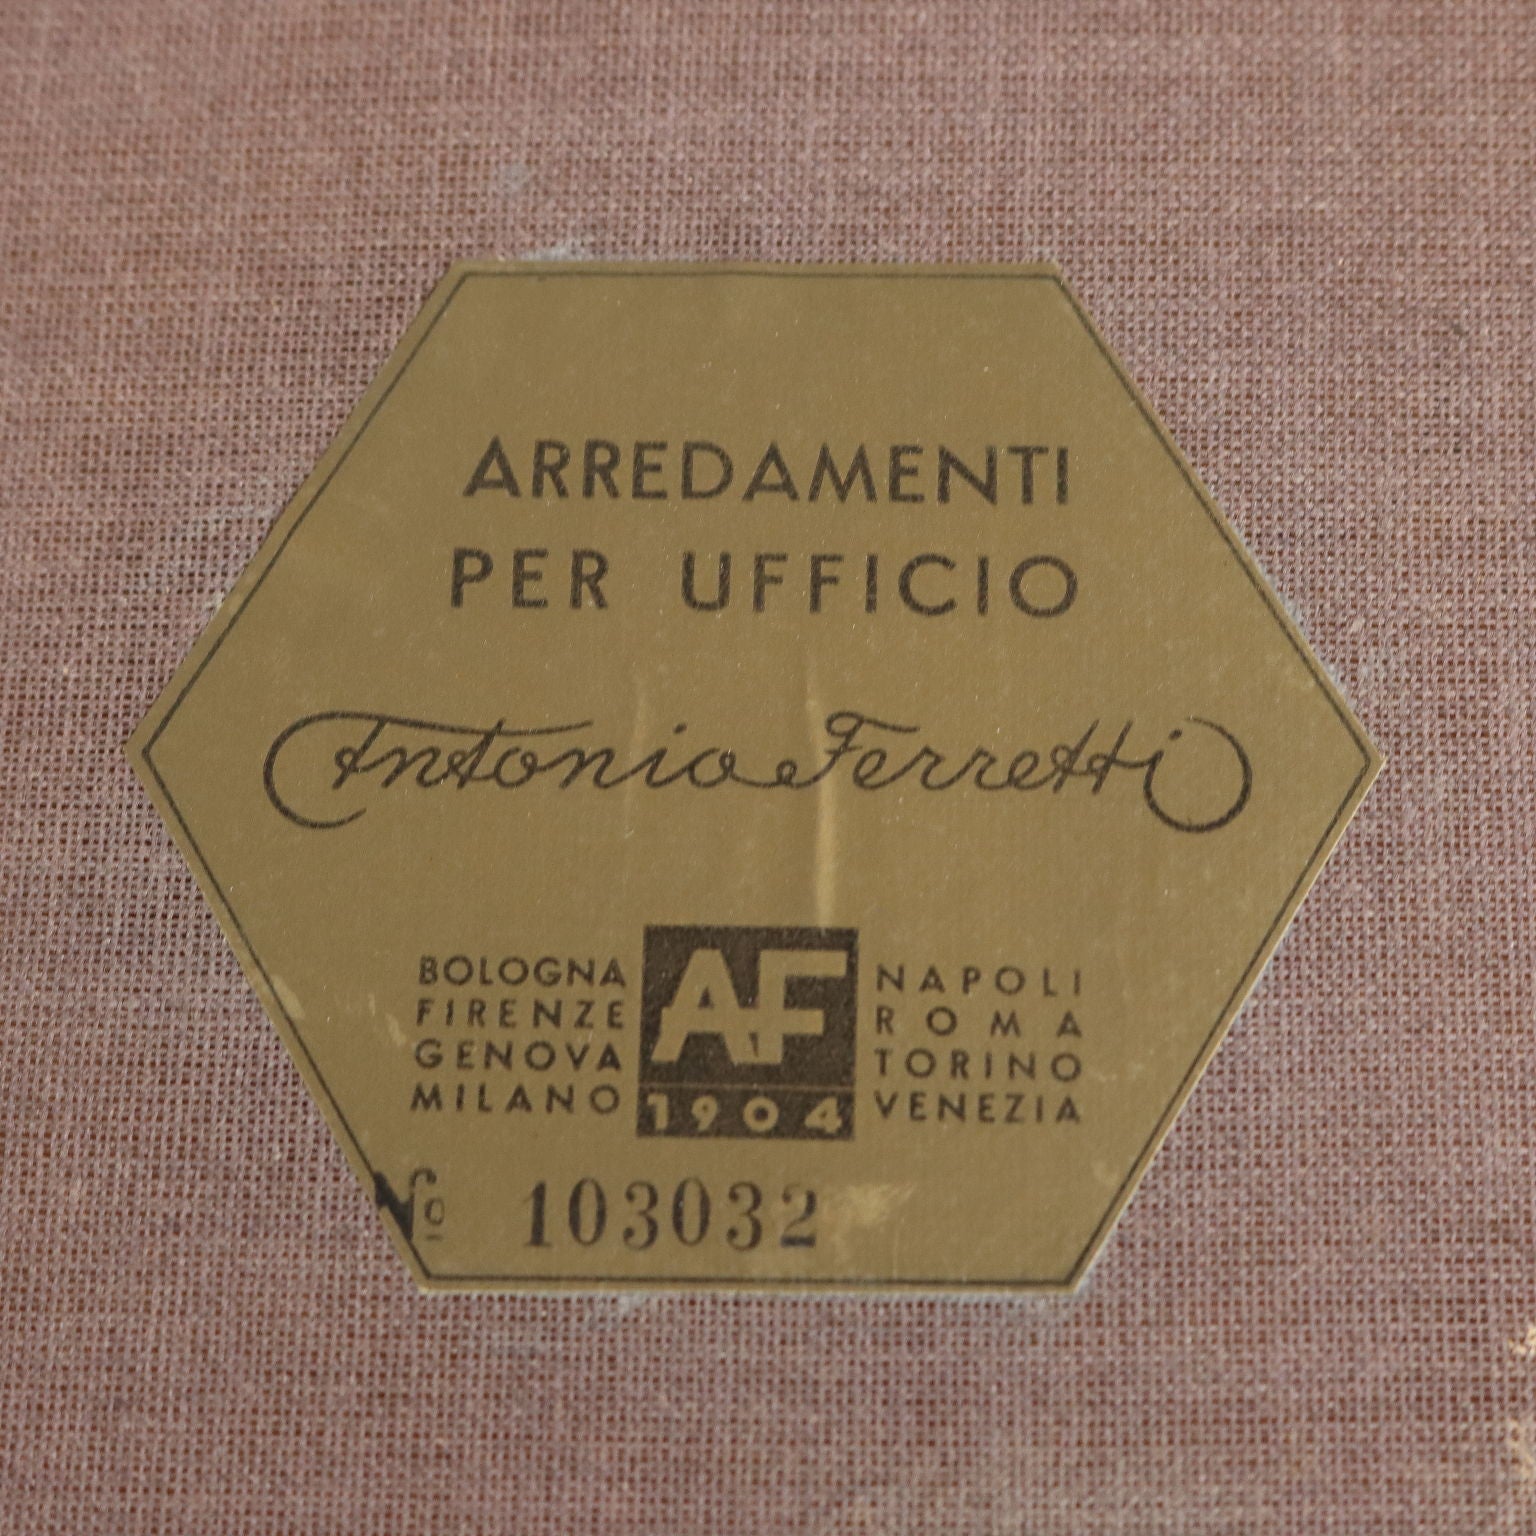 ARREDAMENTI
PER UFFICIO
Antonio Ferretti
BOLOGNA
FIRENZE
GENOVA
MILANO
AF
1904
NAPOLI
ROMA
TORINO
VENEZIA
No 103032